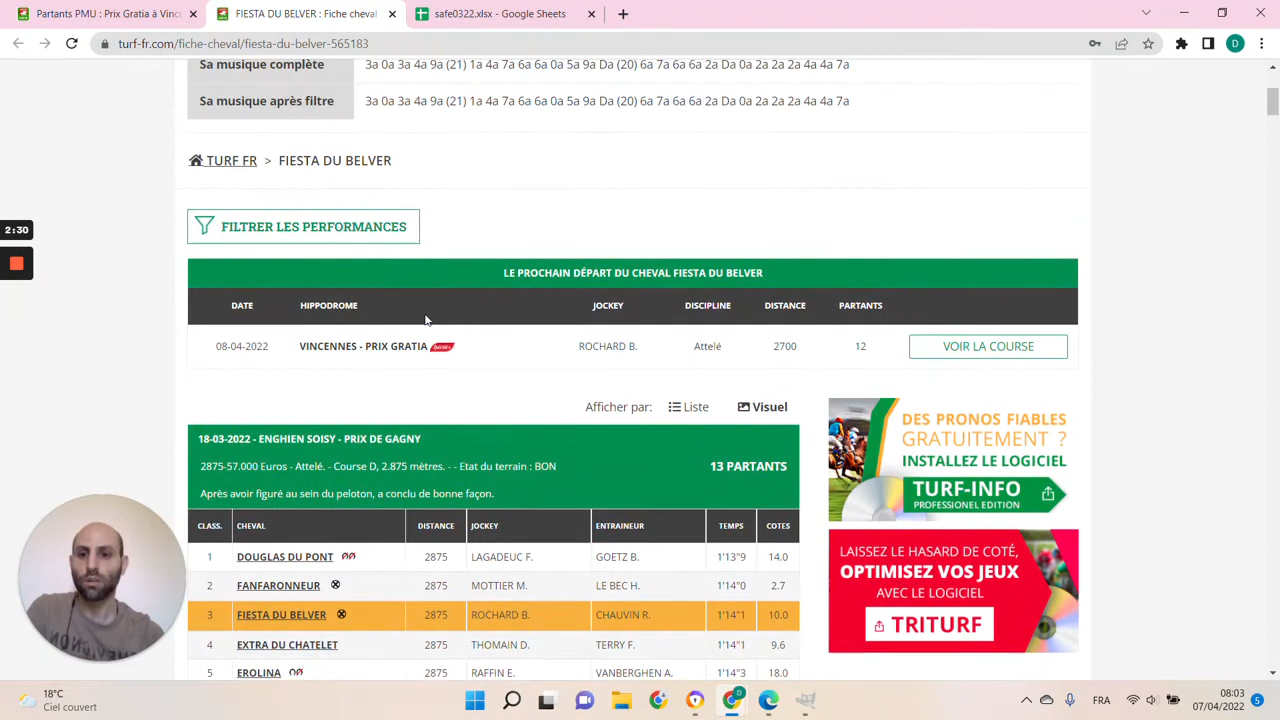 Partants PMU : Prix Gratia à Vince
FIESTA DU BELVER : Fiche cheval
safe0322.xlsx - Google Sheets
turf-fr.com/fiche-cheval/fiesta-du-belver-565183
D
Sa musique complète 3a 0a 3a 4a 9a (21) 1a 4a 7a 6a 6a 0a 5a 9a Da (20) 6a 7a 6a 6a 2a Da 0a 2a 2a 2a 4a 4a 7a
Sa musique après filtre 3a 0a 3a 4a 9a (21) 1a 4a 7a 6a 6a 0a 5a 9a Da (20) 6a 7a 6a 6a 2a Da 0a 2a 2a 2a 4a 4a 7a
TURF FR > FIESTA DU BELVER
2:30
FILTRER LES PERFORMANCES
LE PROCHAIN DÉPART DU CHEVAL FIESTA DU BELVER
DATE HIPPODROME JOCKEY DISCIPLINE DISTANCE PARTANTS
08-04-2022 VINCENNES - PRIX GRATIA ROCHARD B. Attelé 2700 12 VOIR LA COURSE
Afficher par: Liste Visuel
18-03-2022 - ENGHIEN SOISY - PRIX DE GAGNY
2875-57.000 Euros - Attelé. - Course D, 2.875 mètres. - - Etat du terrain : BON 13 PARTANTS
Après avoir figuré au sein du peloton, a conclu de bonne façon.
CLASS. CHEVAL DISTANCE JOCKEY ENTRAINEUR TEMPS COTES
1 DOUGLAS DU PONT 2875 LAGADEUC F. GOETZ B. 1'13"9 14.0
2 FANFARONNEUR 2875 MOTTIER M. LE BEC H. 1'14"0 2.7
3 FIESTA DU BELVER 2875 ROCHARD B. CHAUVIN R. 1'14"1 10.0
4 EXTRA DU CHATELET 2875 THOMAIN D. TERRY F. 1'14"1 9.6
5 EROLINA 2875 RAFFIN E. VANBERGHEN A. 1'14"3 18.0
DES PRONOS FIABLES
GRATUITEMENT ?
INSTALLEZ LE LOGICIEL
TURF-INFO
PROFESSIONEL EDITION
LAISSEZ LE HASARD DE COTÉ,
OPTIMISEZ VOS JEUX
AVEC LE LOGICIEL
TRITURF
18°C
Ciel couvert
FRA
08:03
07/04/2022
5